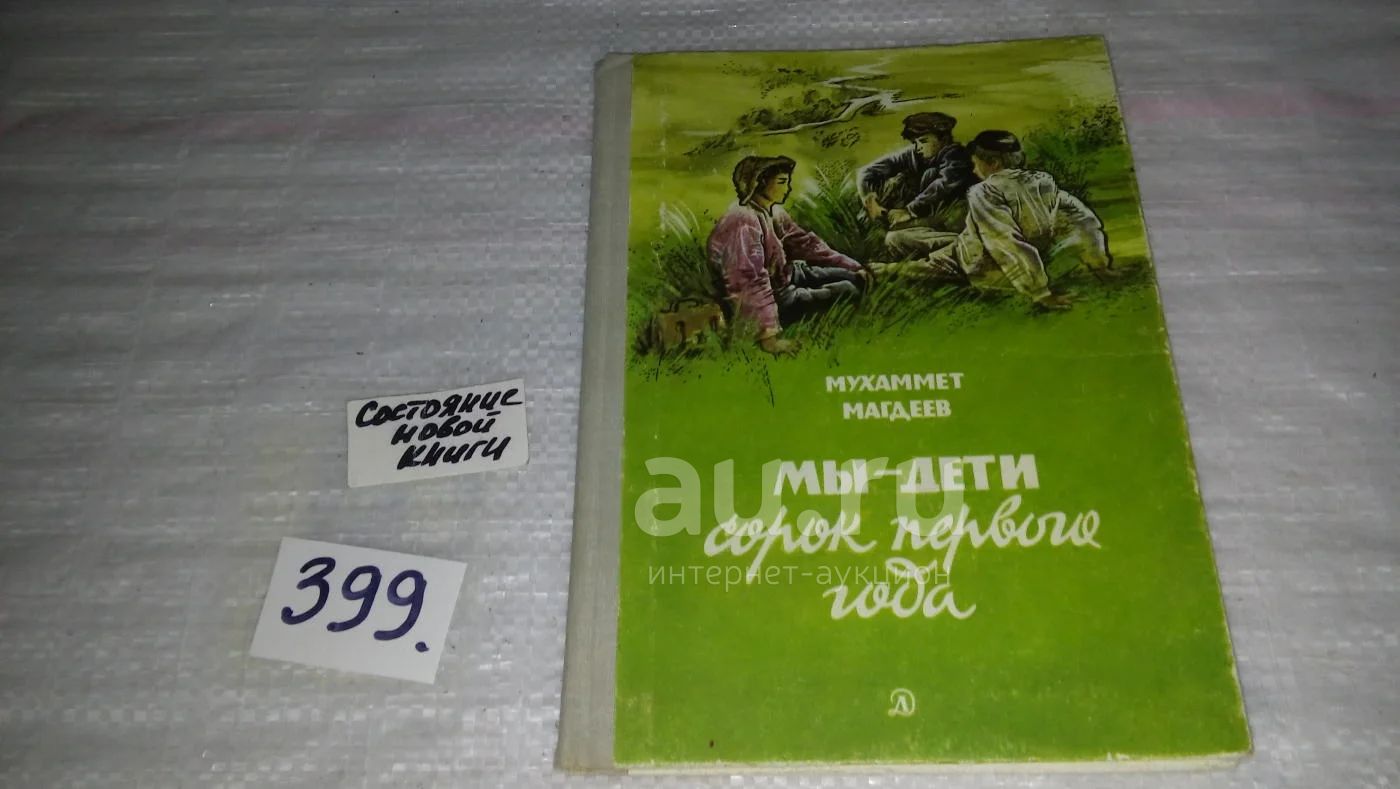 Состояние
новой
книги
399.
МУХАММЕТ
МАГДЕЕВ
МЫ–ДЕТИ
сорок первого
года
au.ru
интернет-аукцион
Д